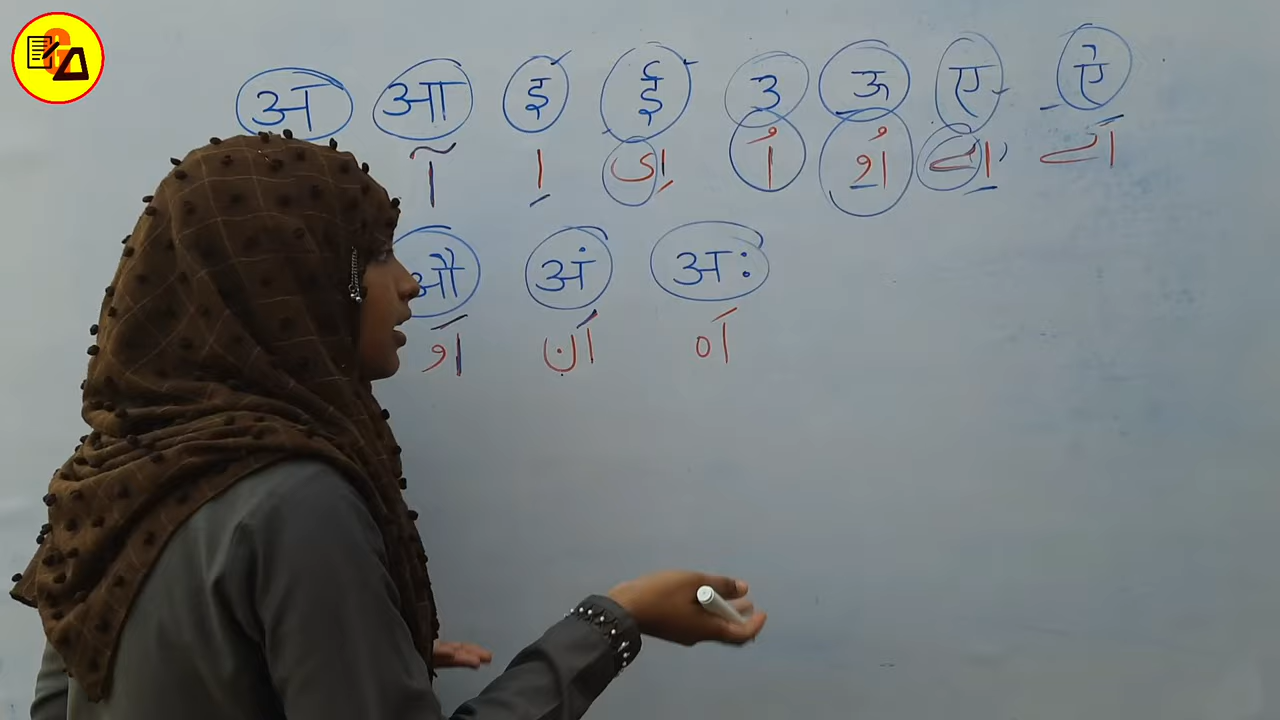 अ आ इ ई उ ऊ ए ऐ
آ اِ اِی اُ اُو اے اَے
औ अं अः
اَو اَن اَہ